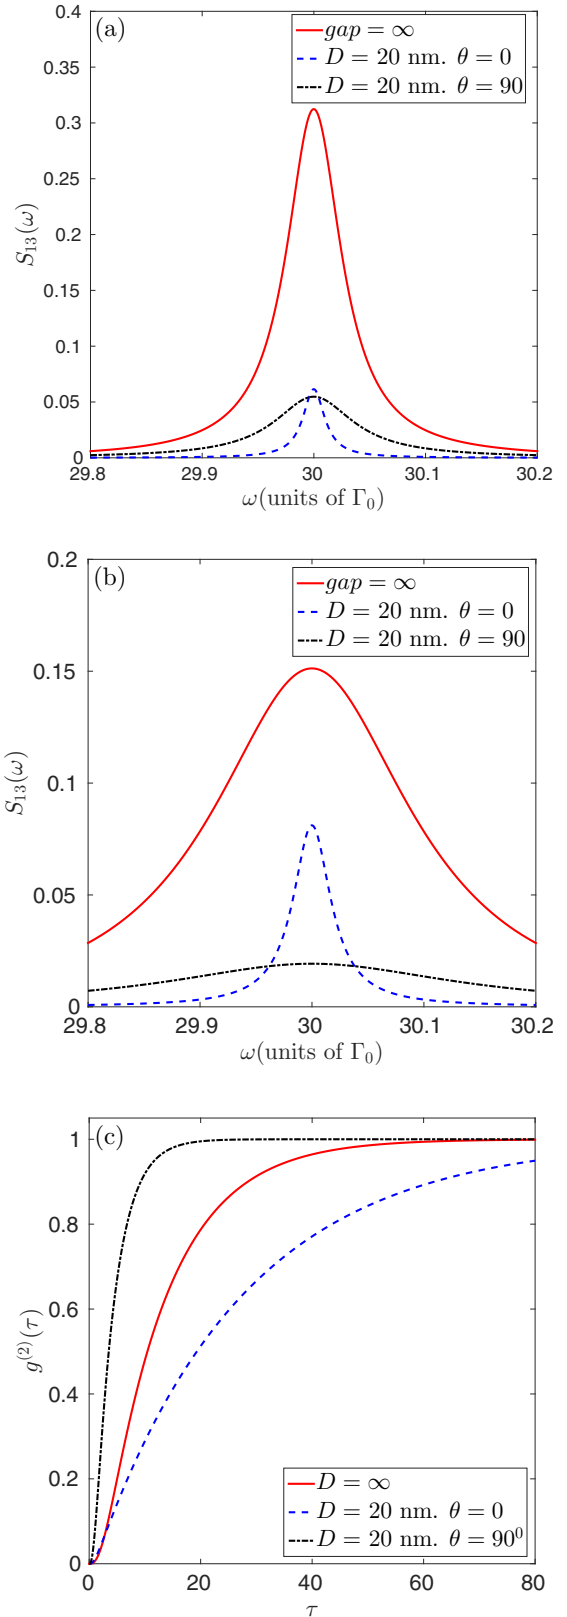 (a)
gap = ∞
D = 20 nm. θ = 0
D = 20 nm. θ = 90
0.4
0.35
0.3
0.25
0.2
0.15
0.1
0.05
0
S₁₃(ω)
29.8 29.9 30 30.1 30.2
ω(units of Γ₀)
(b)
gap = ∞
D = 20 nm. θ = 0
D = 20 nm. θ = 90
0.2
0.15
0.1
0.05
0
S₁₃(ω)
29.8 29.9 30 30.1 30.2
ω(units of Γ₀)
(c)
1
0.8
0.6
0.4
0.2
0
g⁽²⁾(τ)
D = ∞
D = 20 nm. θ = 0
D = 20 nm. θ = 90⁰
0 20 40 60 80
τ